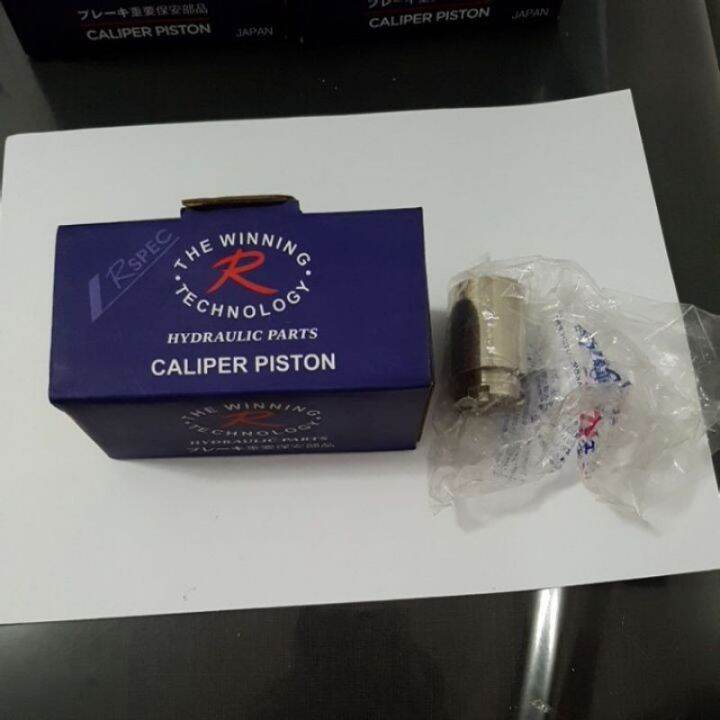 ブレーキ重要保安部品
CALIPER PISTON JAPAN
CALIPER PISTON JAPAN
RSPEC
THE WINNING
R
TECHNOLOGY
HYDRAULIC PARTS
CALIPER PISTON
THE WINNING
R
TECHNOLOGY
HYDRAULIC PARTS
ブレーキ重要保安部品